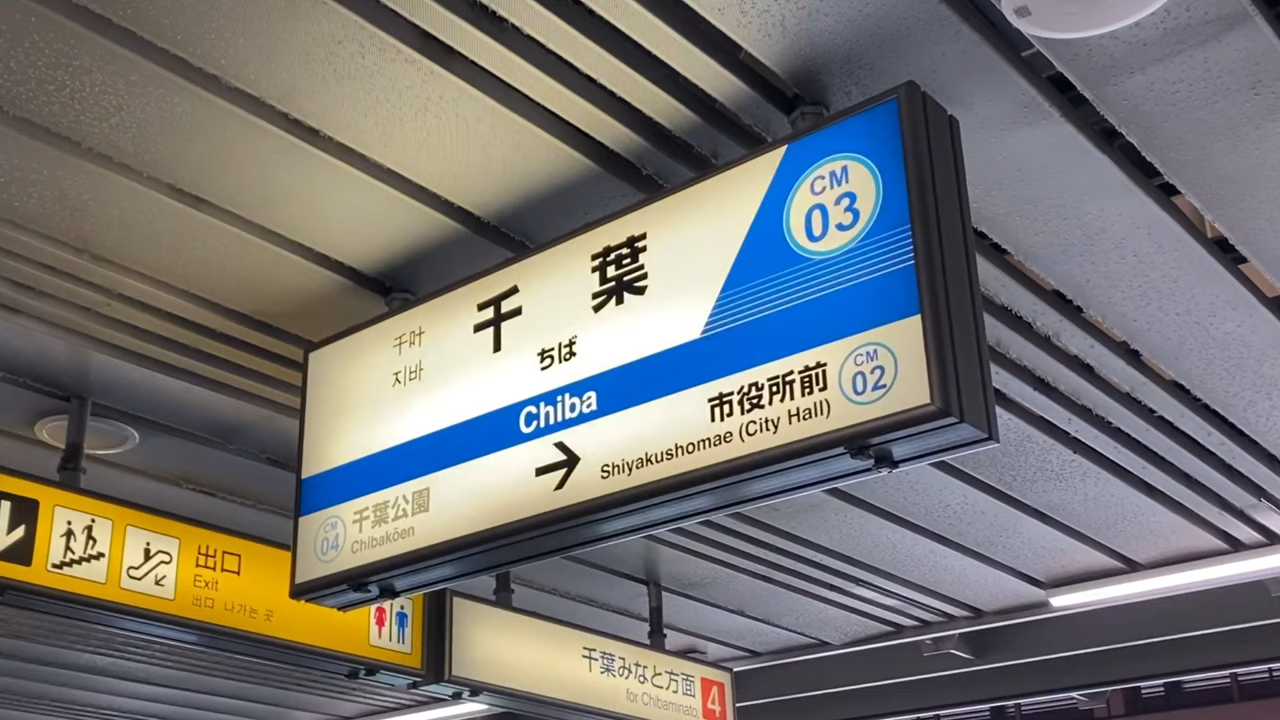 CM
03
千葉
千叶
지바
ちば
Chiba
市役所前
CM
02
Shiyakushomae (City Hall)
CM
04
千葉公園
Chibakōen
出口
Exit
出口 나가는 곳
千葉みなと方面
for Chibaminato
4